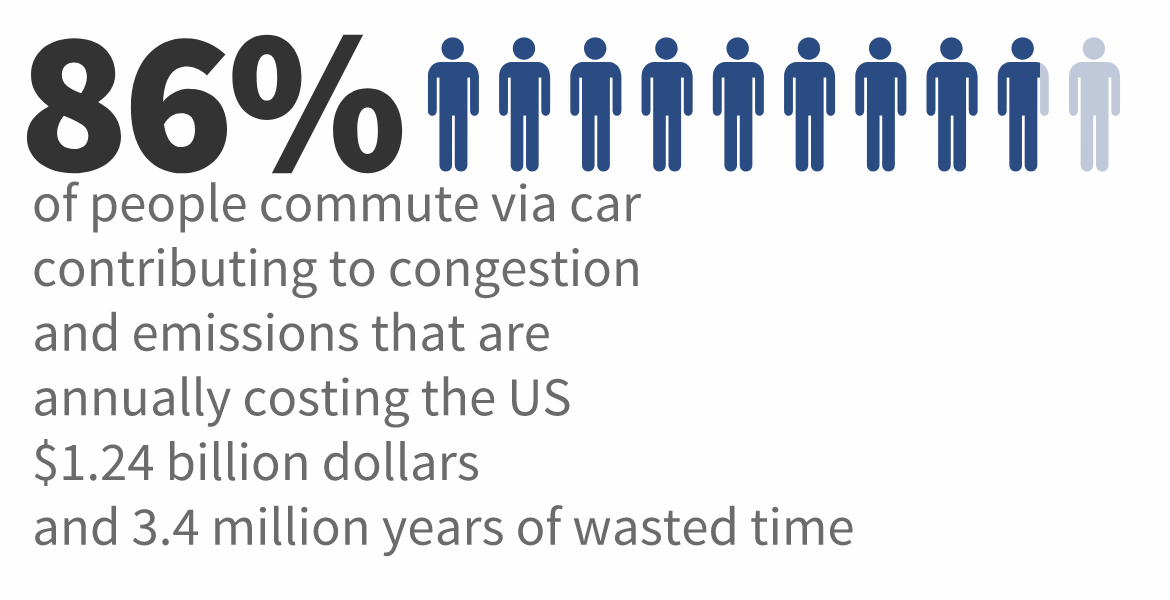 86%
of people commute via car
contributing to congestion
and emissions that are
annually costing the US
$1.24 billion dollars
and 3.4 million years of wasted time